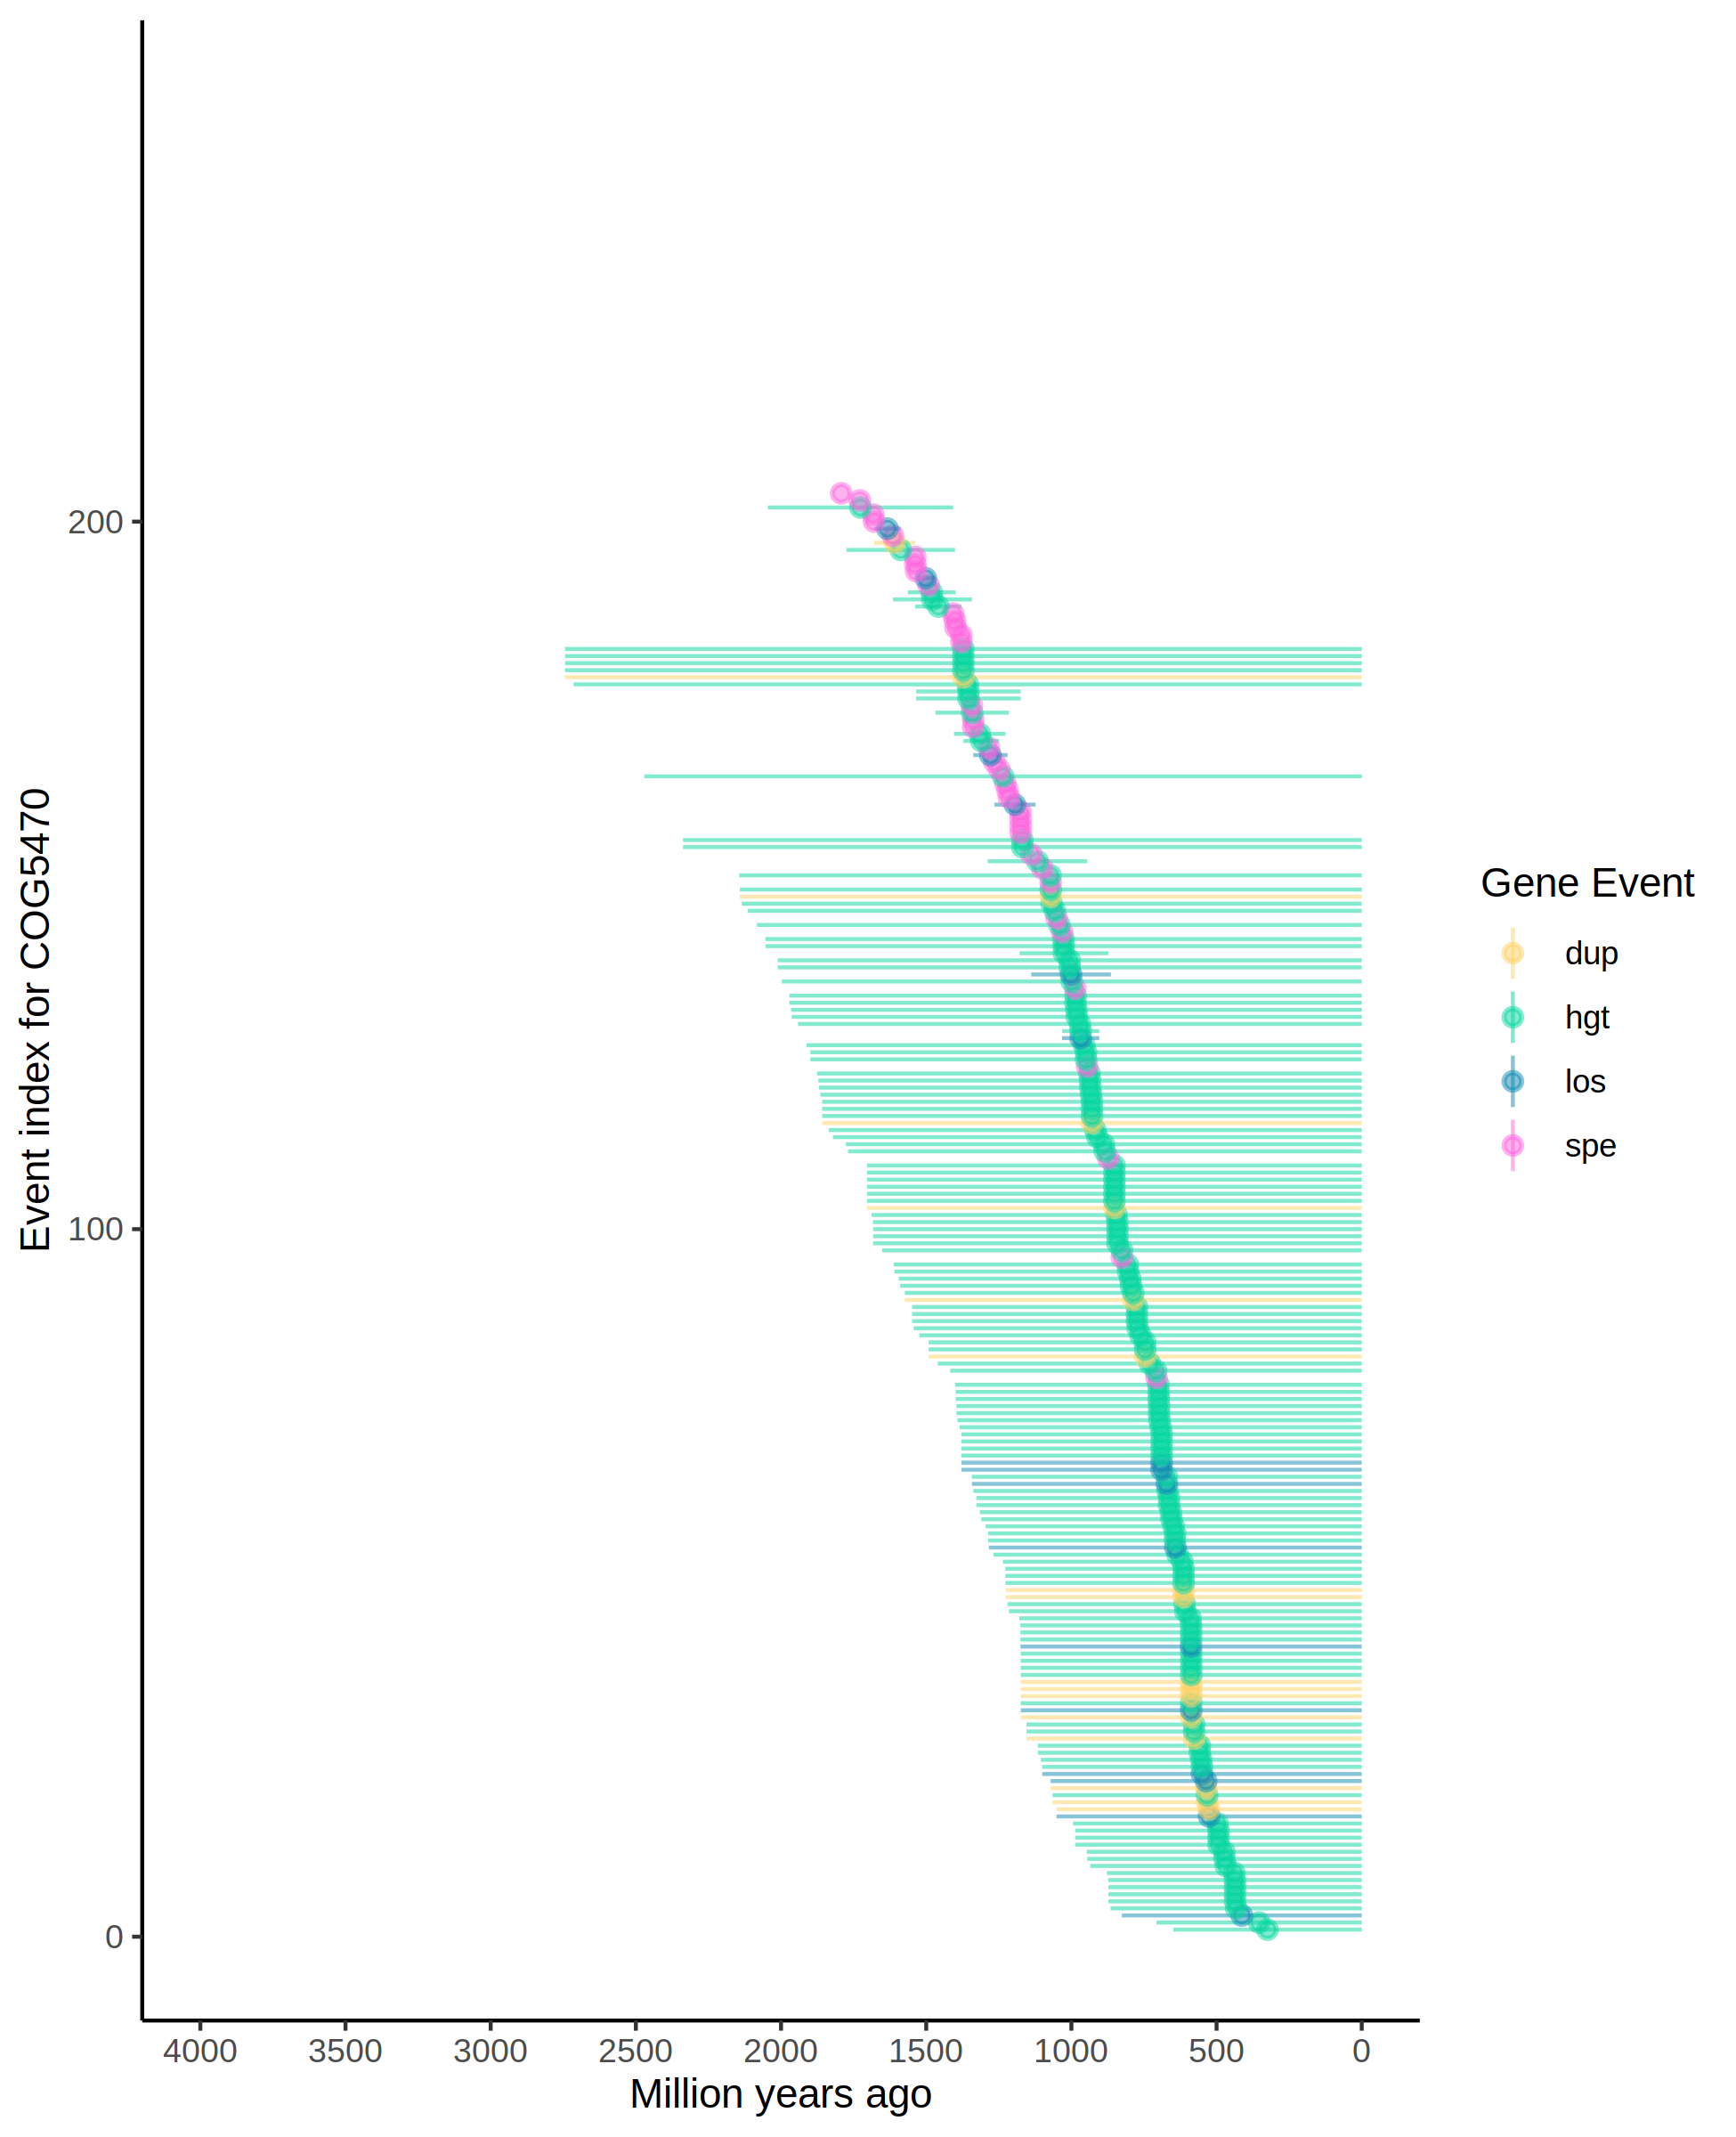 Event index for COG5470
200
100
0
4000 3500 3000 2500 2000 1500 1000 500 0
Million years ago
Gene Event
dup
hgt
los
spe